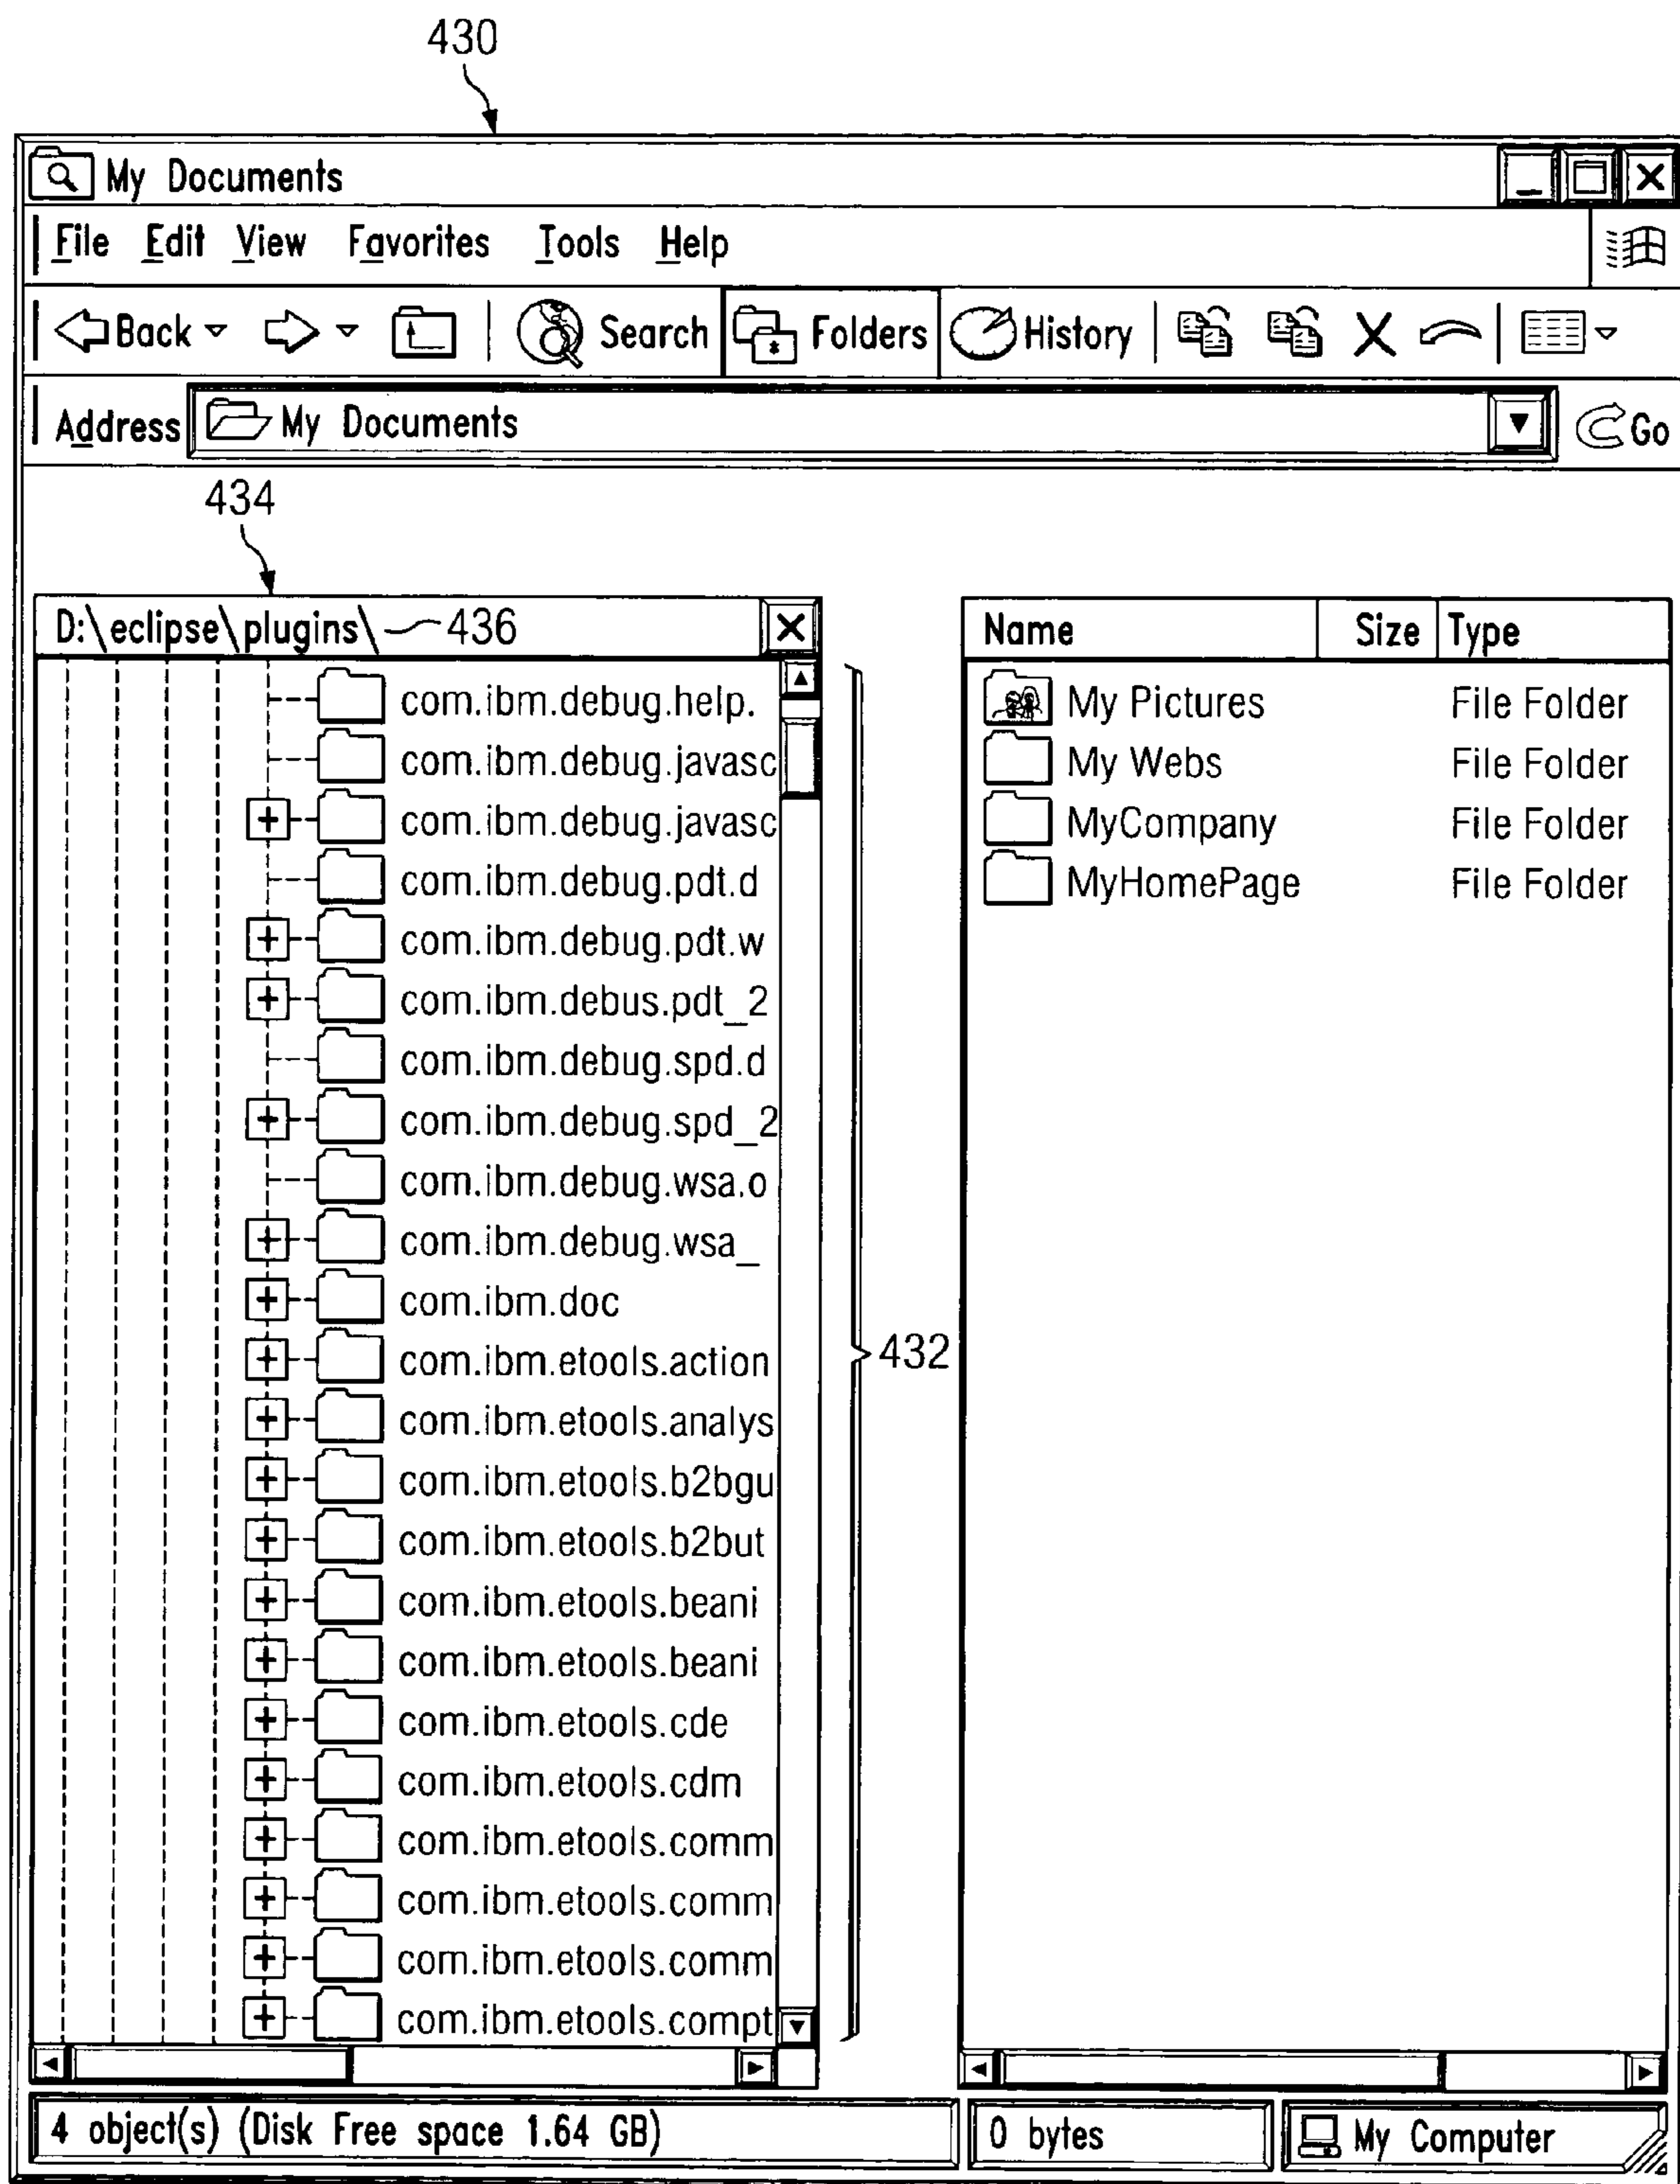 430
My Documents
File Edit View Favorites Tools Help
Back Search Folders History
Address My Documents Go
434
D:\eclipse\plugins\ 436
Name Size Type
com.ibm.debug.help.
com.ibm.debug.javasc
com.ibm.debug.javasc
com.ibm.debug.pdt.d
com.ibm.debug.pdt.w
com.ibm.debus.pdt_2
com.ibm.debug.spd.d
com.ibm.debug.spd_2
com.ibm.debug.wsa.o
com.ibm.debug.wsa_
com.ibm.doc
com.ibm.etools.action
com.ibm.etools.analys
com.ibm.etools.b2bgu
com.ibm.etools.b2but
com.ibm.etools.beani
com.ibm.etools.beani
com.ibm.etools.cde
com.ibm.etools.cdm
com.ibm.etools.comm
com.ibm.etools.comm
com.ibm.etools.comm
com.ibm.etools.compt
432
My Pictures File Folder
My Webs File Folder
MyCompany File Folder
MyHomePage File Folder
4 object(s) (Disk Free space 1.64 GB) 0 bytes My Computer